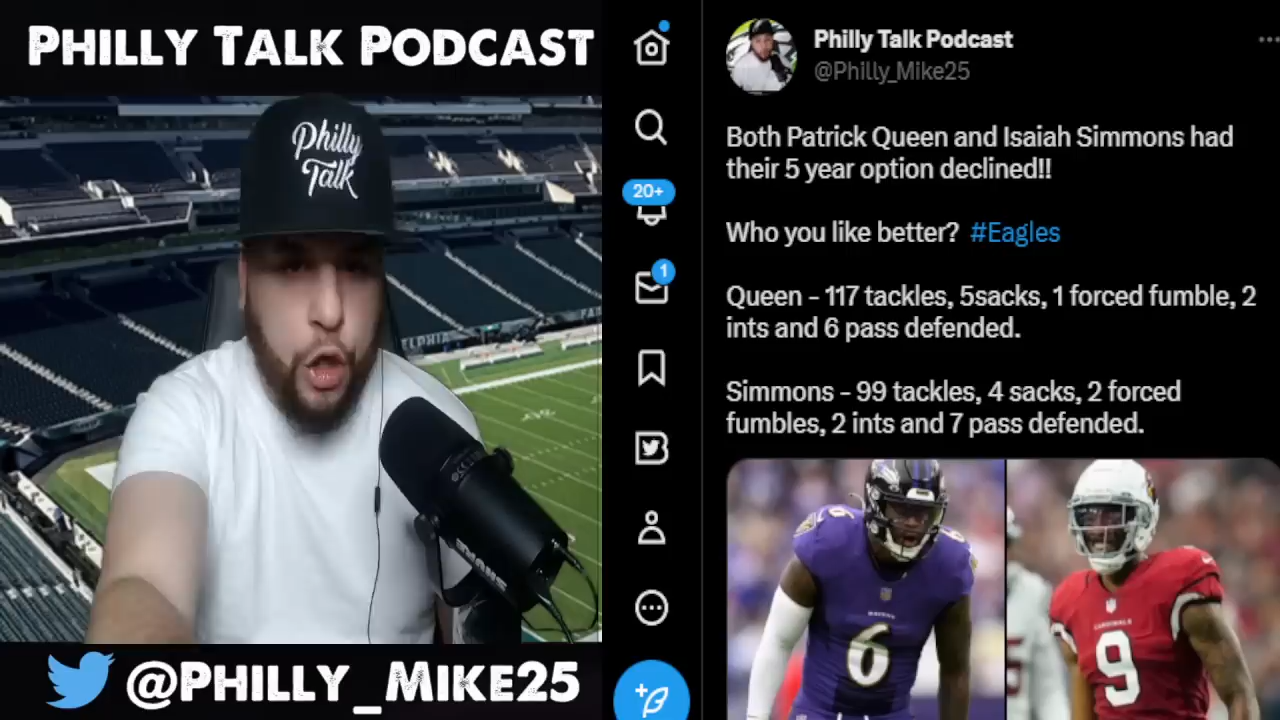 PHILLY TALK PODCAST
Philly
Talk
@PHILLY_MIKE25
20+
1
Philly Talk Podcast
@Philly_Mike25
Both Patrick Queen and Isaiah Simmons had
their 5 year option declined!!
Who you like better? #Eagles
Queen - 117 tackles, 5sacks, 1 forced fumble, 2
ints and 6 pass defended.
Simmons - 99 tackles, 4 sacks, 2 forced
fumbles, 2 ints and 7 pass defended.
6
6
CARDINALS
9